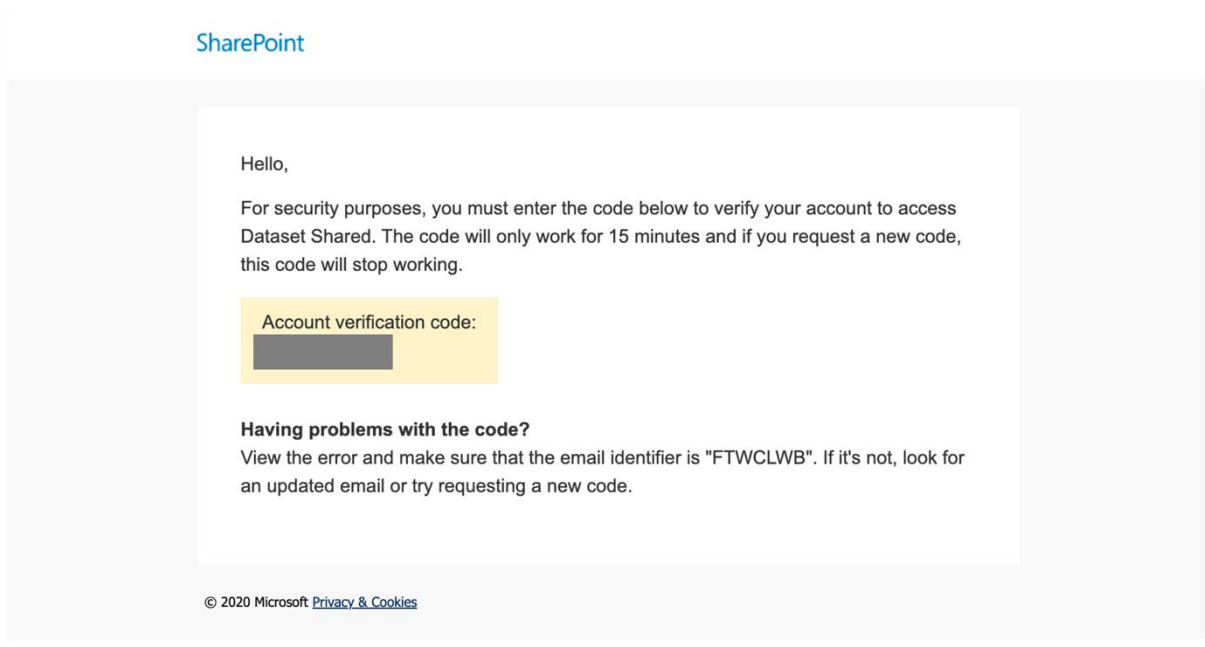 SharePoint
Hello,
For security purposes, you must enter the code below to verify your account to access
Dataset Shared. The code will only work for 15 minutes and if you request a new code,
this code will stop working.
Account verification code:
Having problems with the code?
View the error and make sure that the email identifier is "FTWCLWB". If it's not, look for
an updated email or try requesting a new code.
© 2020 Microsoft Privacy & Cookies